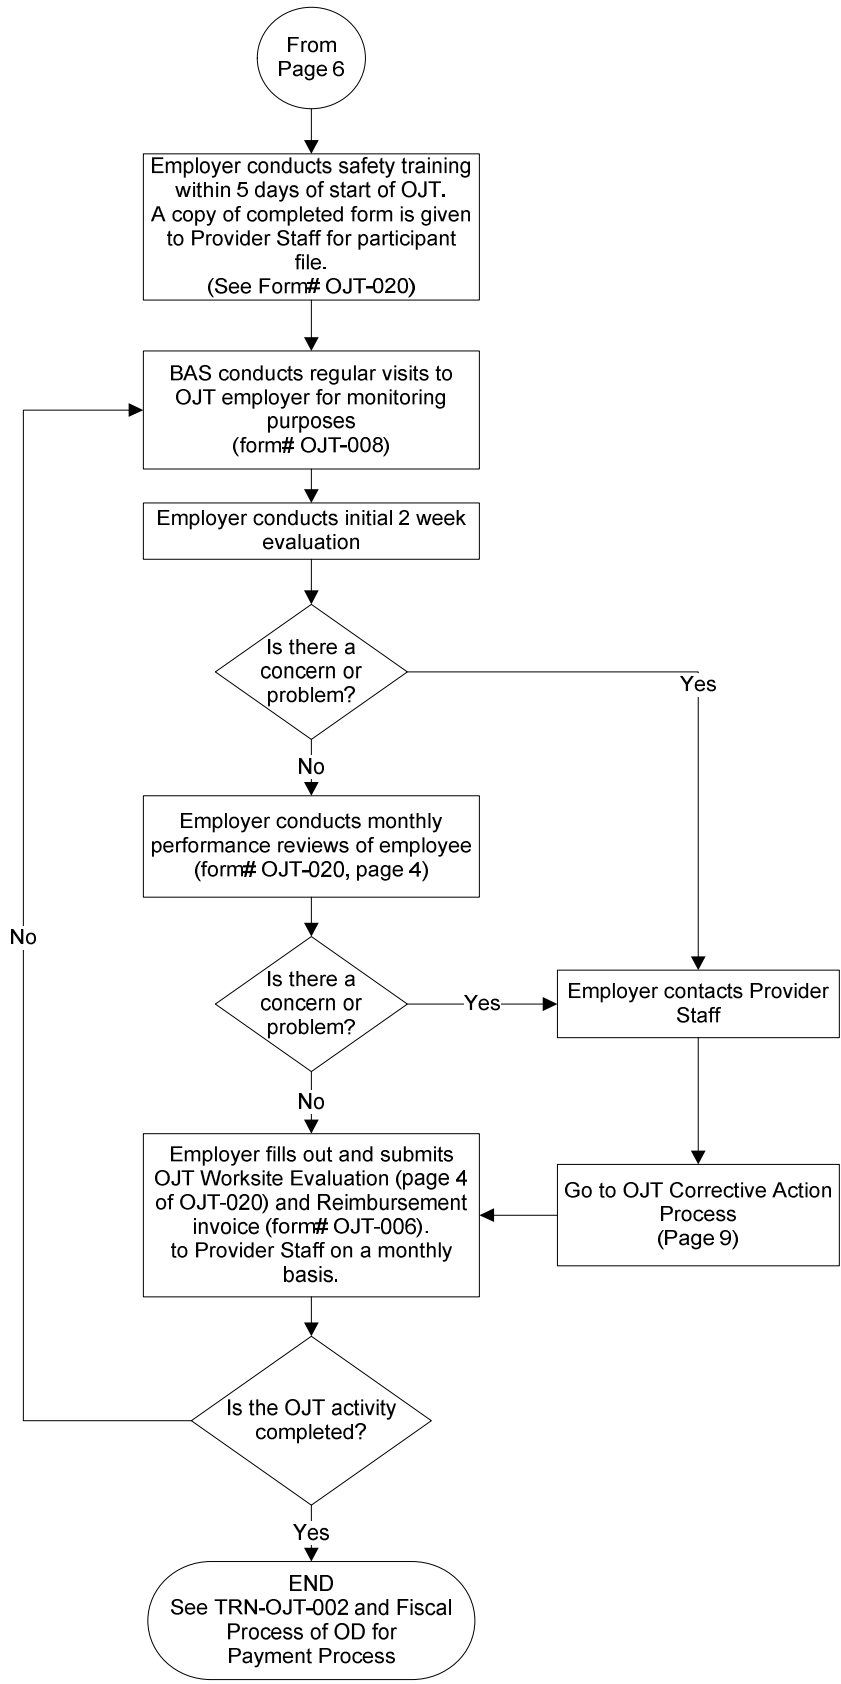 From
Page 6
Employer conducts safety training
within 5 days of start of OJT.
A copy of completed form is given
to Provider Staff for participant
file.
(See Form# OJT-020)
BAS conducts regular visits to
OJT employer for monitoring
purposes
(form# OJT-008)
Employer conducts initial 2 week
evaluation
Is there a
concern or
problem?
Yes
No
Employer conducts monthly
performance reviews of employee
(form# OJT-020, page 4)
No
Is there a
concern or
problem?
Yes
Employer contacts Provider
Staff
No
Employer fills out and submits
OJT Worksite Evaluation (page 4
of OJT-020) and Reimbursement
invoice (form# OJT-006).
to Provider Staff on a monthly
basis.
Go to OJT Corrective Action
Process
(Page 9)
Is the OJT activity
completed?
Yes
END
See TRN-OJT-002 and Fiscal
Process of OD for
Payment Process